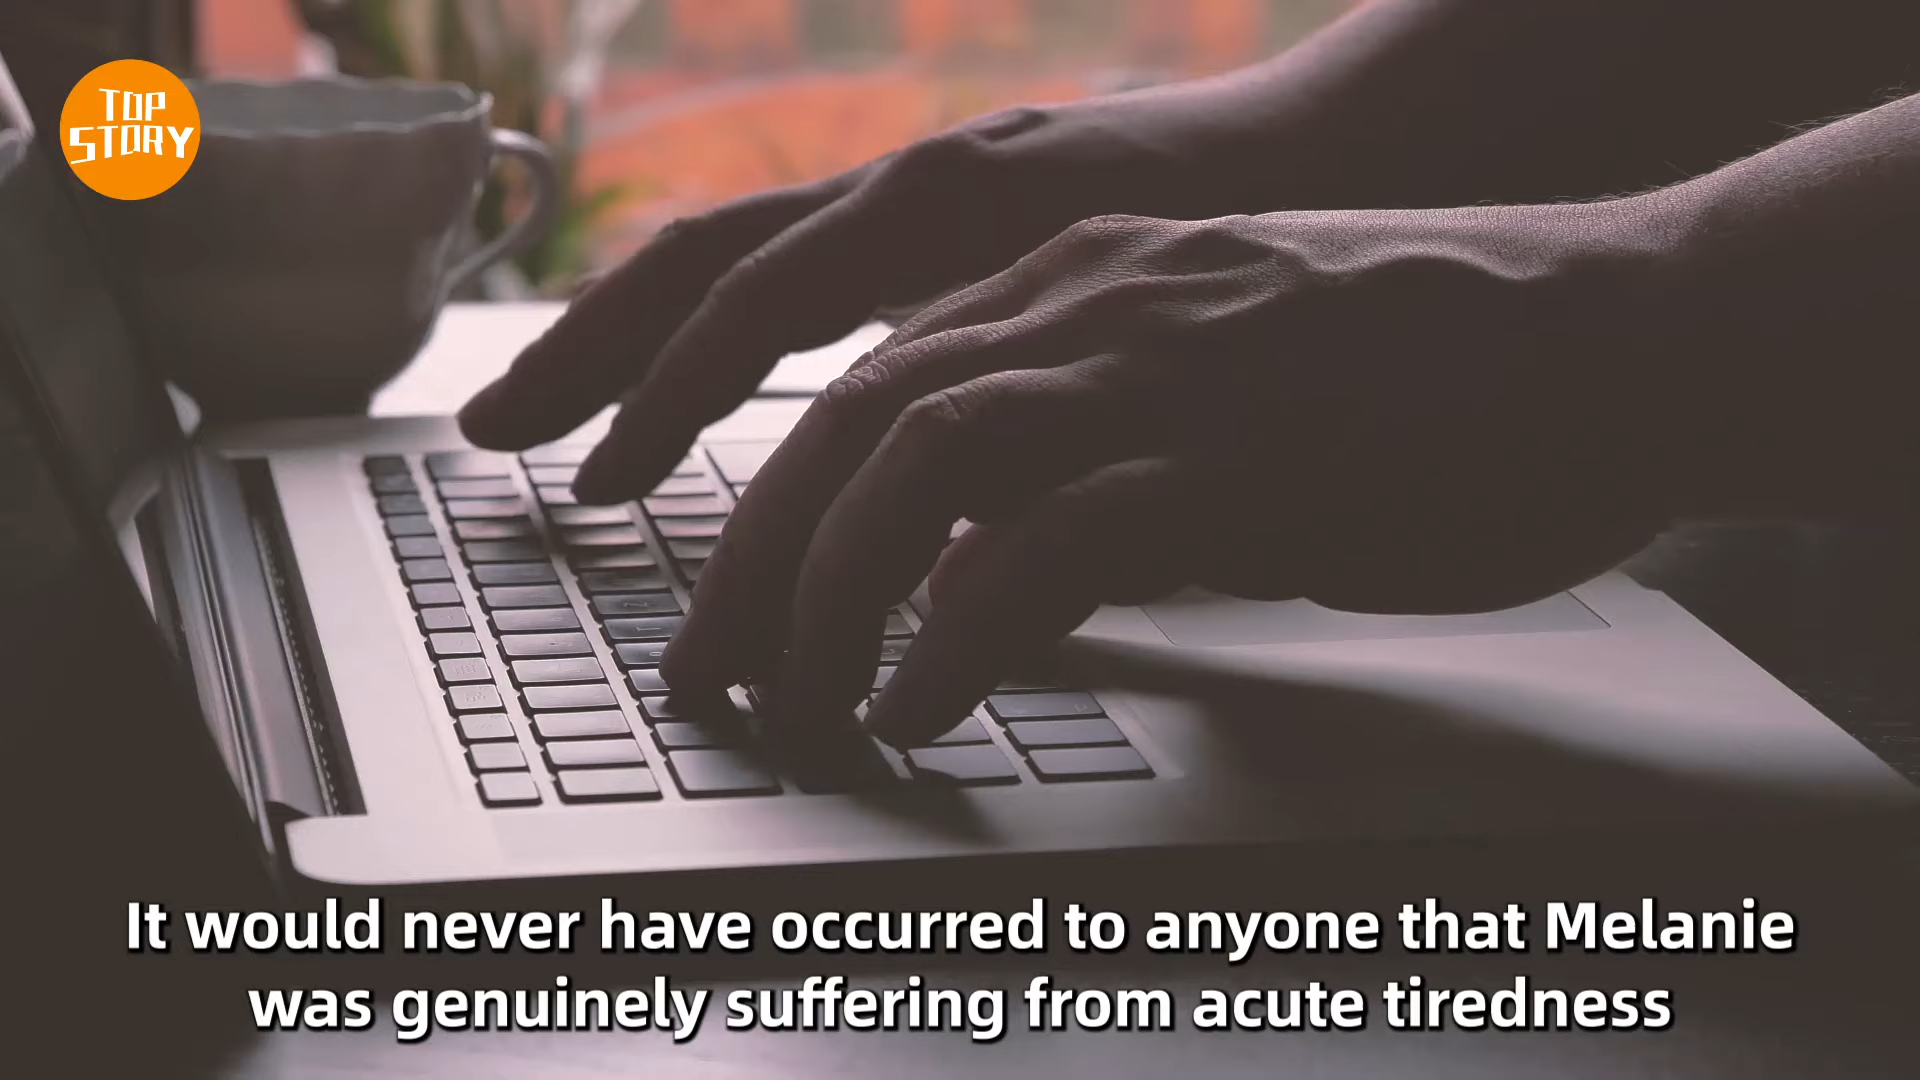 TOP
STORY
It would never have occurred to anyone that Melanie
was genuinely suffering from acute tiredness